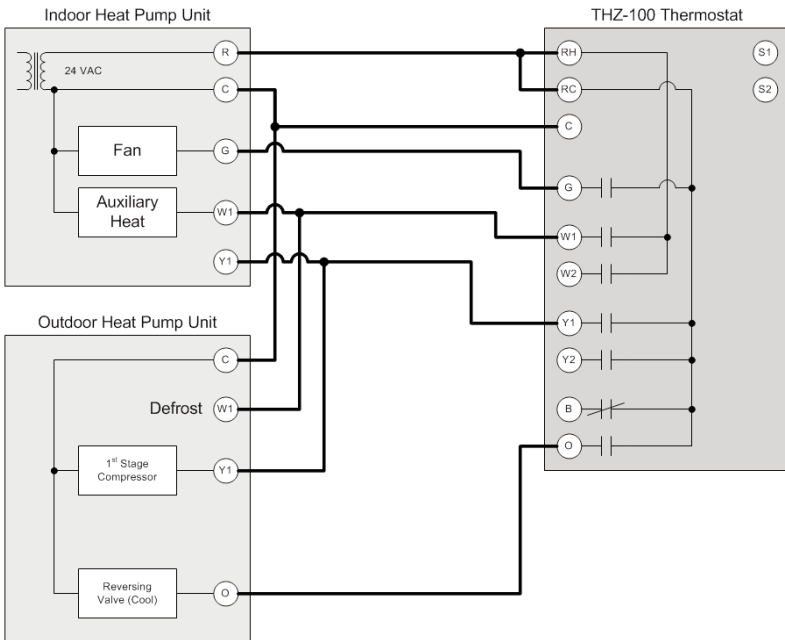 Indoor Heat Pump Unit
THZ-100 Thermostat
24 VAC
R
C
Fan
G
Auxiliary
Heat
W1
Y1
RH
S1
RC
S2
C
G
W1
W2
Y1
Y2
B
O
Outdoor Heat Pump Unit
C
Defrost
W1
1st Stage
Compressor
Y1
Reversing
Valve (Cool)
O